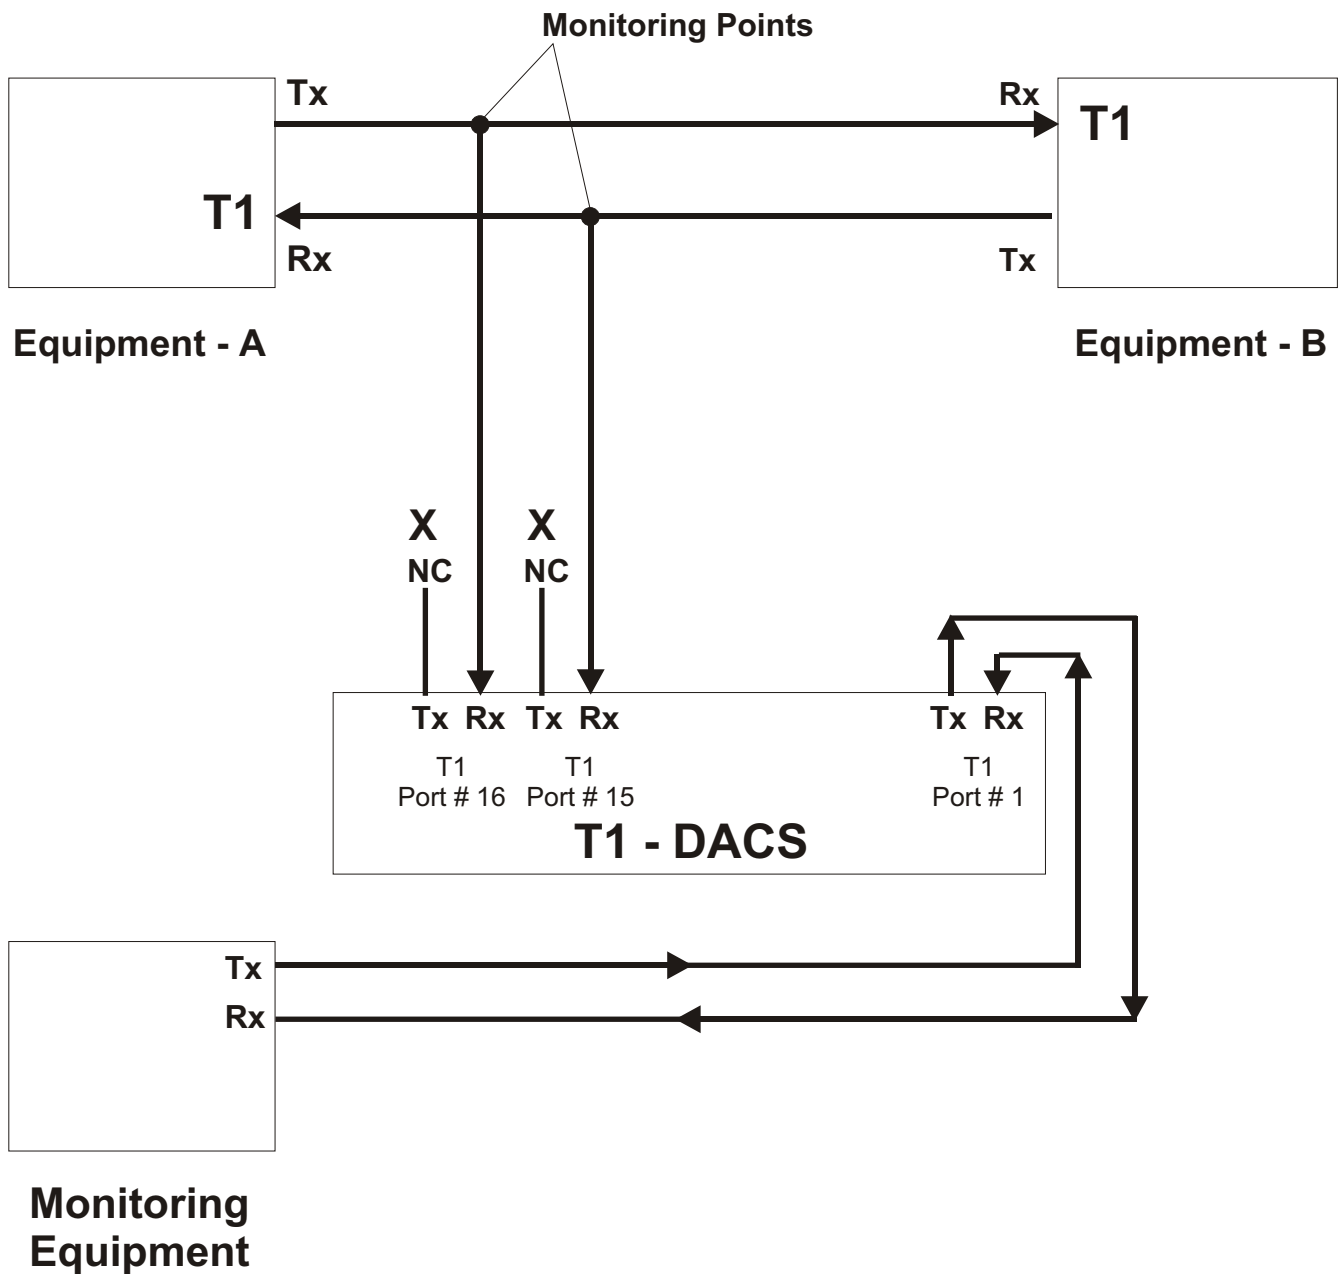 Monitoring Points
Tx
Rx
T1
T1
Rx
Tx
Equipment - A
Equipment - B
X
X
NC
NC
Tx Rx Tx Rx
Tx Rx
T1
T1
T1
Port # 16
Port # 15
Port # 1
T1 - DACS
Tx
Rx
Monitoring
Equipment